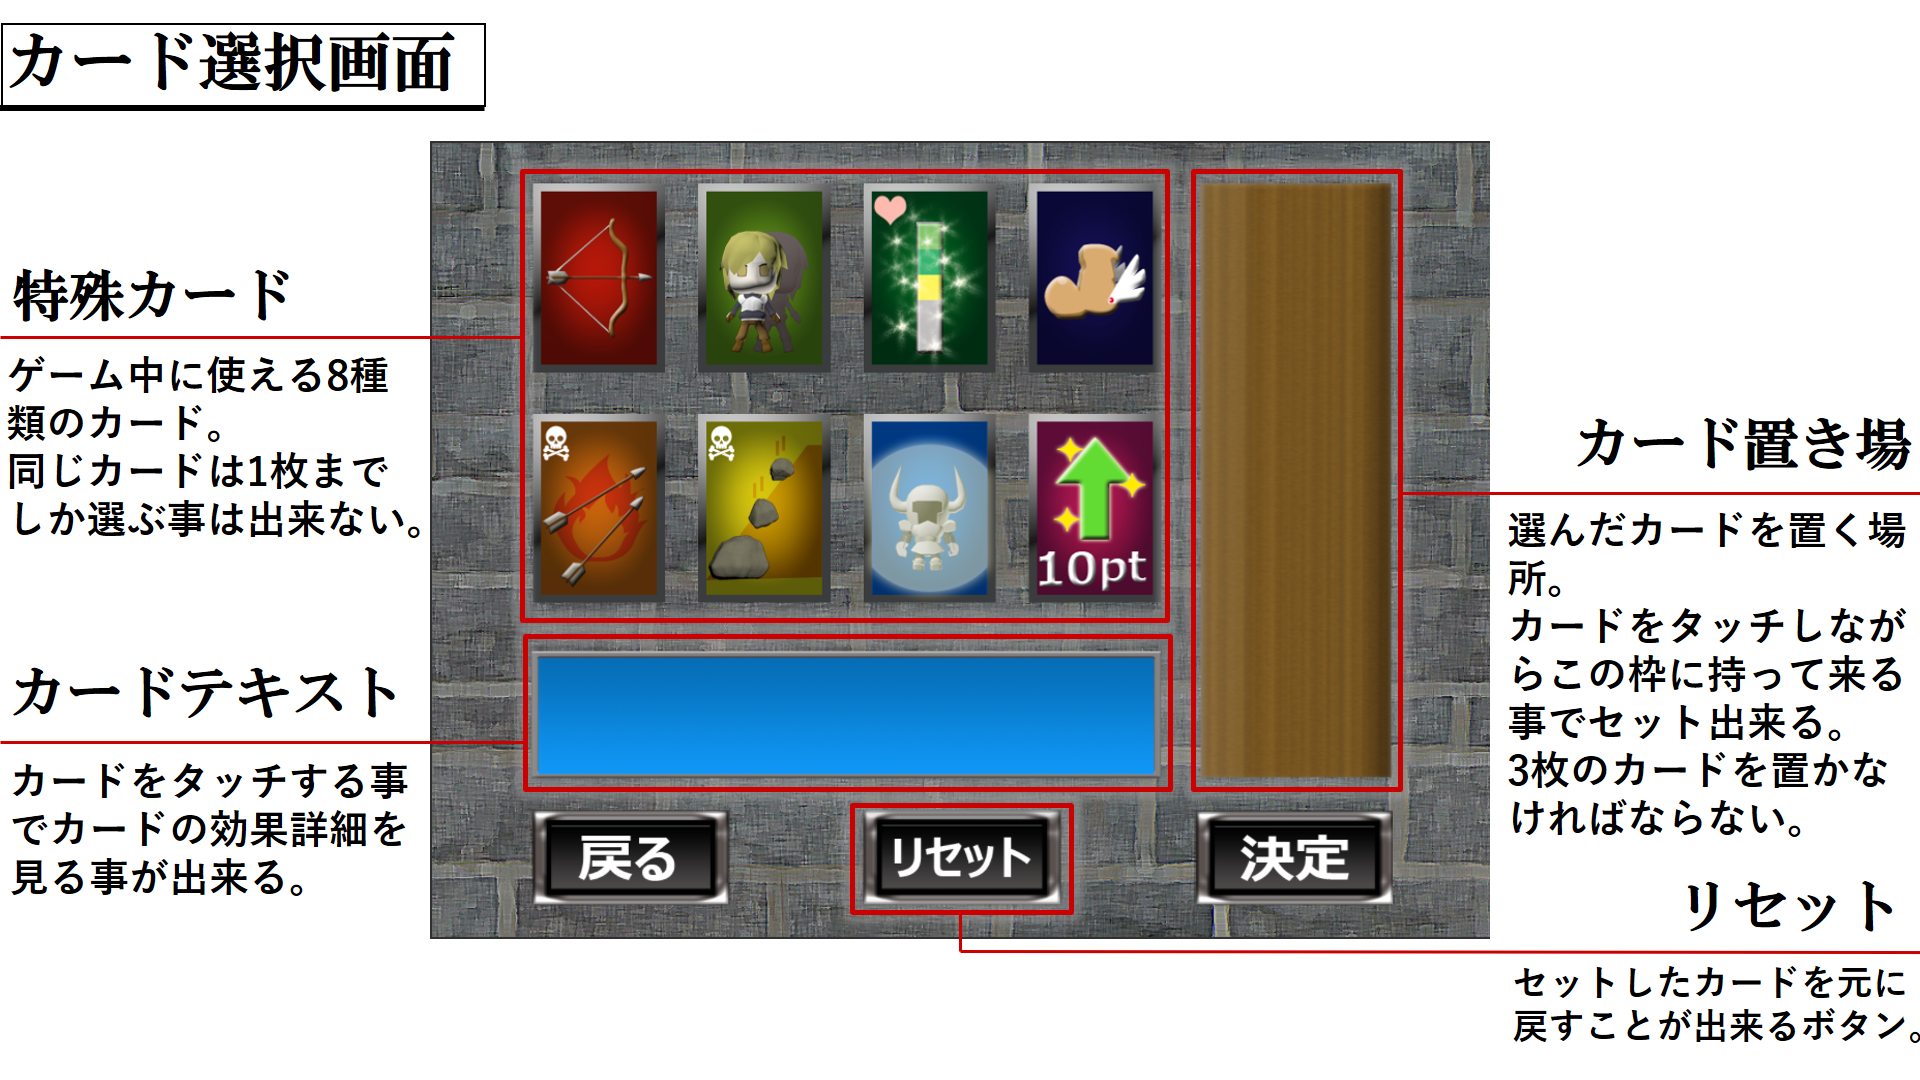 カード選択画面
特殊カード
ゲーム中に使える8種
類のカード。
同じカードは1枚まで
しか選ぶ事は出来ない。
カードテキスト
カードをタッチする事
でカードの効果詳細を
見る事が出来る。
10pt
戻る
リセット
決定
カード置き場
選んだカードを置く場
所。
カードをタッチしなが
らこの枠に持って来る
事でセット出来る。
3枚のカードを置かな
ければならない。
リセット
セットしたカードを元に
戻すことが出来るボタン。